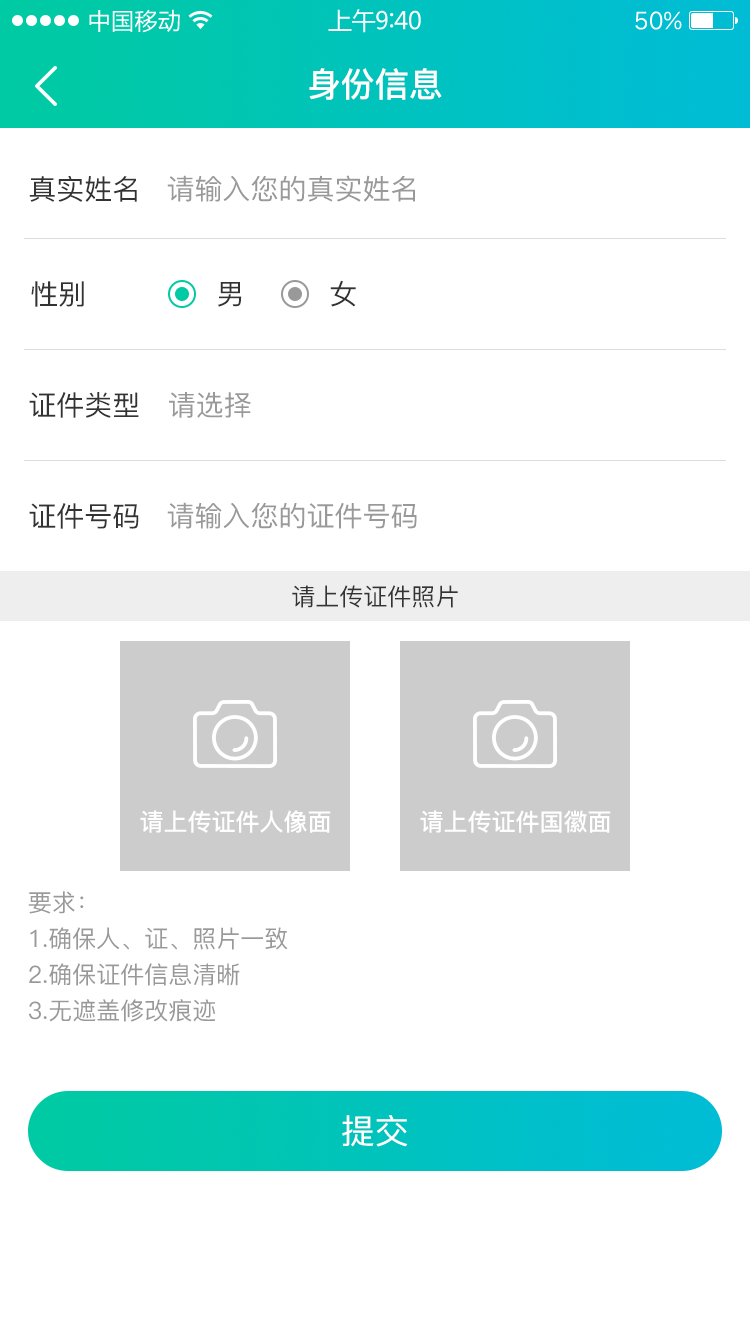 中国移动 上午9:40 50%
身份信息
真实姓名 请输入您的真实姓名
性别 男 女
证件类型 请选择
证件号码 请输入您的证件号码
请上传证件照片
请上传证件人像面 请上传证件国徽面
要求：
1.确保人、证、照片一致
2.确保证件信息清晰
3.无遮盖修改痕迹
提交